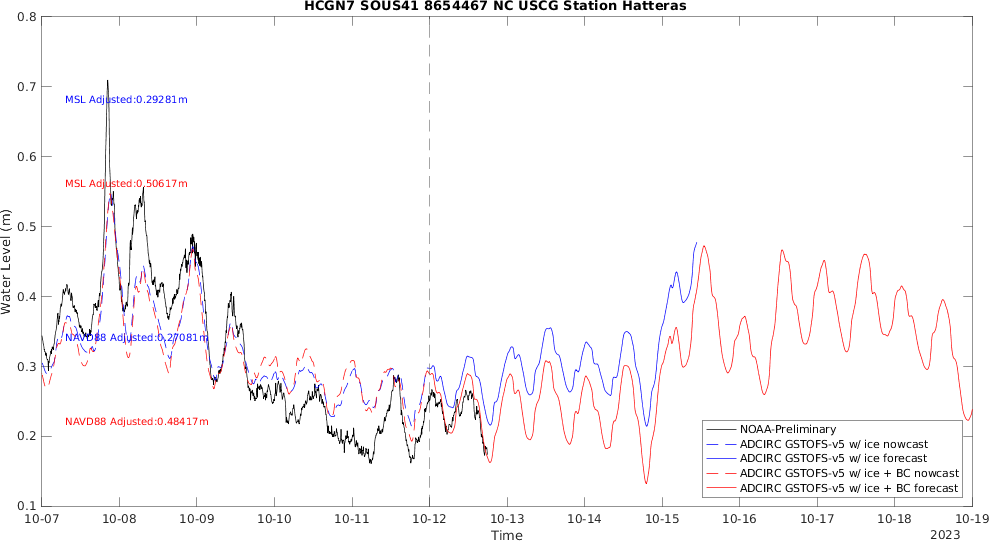 HCGN7 SOUS41 8654467 NC USCG Station Hatteras
0.8
0.7
0.6
0.5
0.4
0.3
0.2
0.1
Water Level (m)
MSL Adjusted:0.29281m
MSL Adjusted:0.50617m
NAVD88 Adjusted:0.27081m
NAVD88 Adjusted:0.48417m
NOAA-Preliminary
ADCIRC GSTOFS-v5 w/ ice nowcast
ADCIRC GSTOFS-v5 w/ ice forecast
ADCIRC GSTOFS-v5 w/ ice + BC nowcast
ADCIRC GSTOFS-v5 w/ ice + BC forecast
10-07 10-08 10-09 10-10 10-11 10-12 10-13 10-14 10-15 10-16 10-17 10-18 10-19
Time
2023